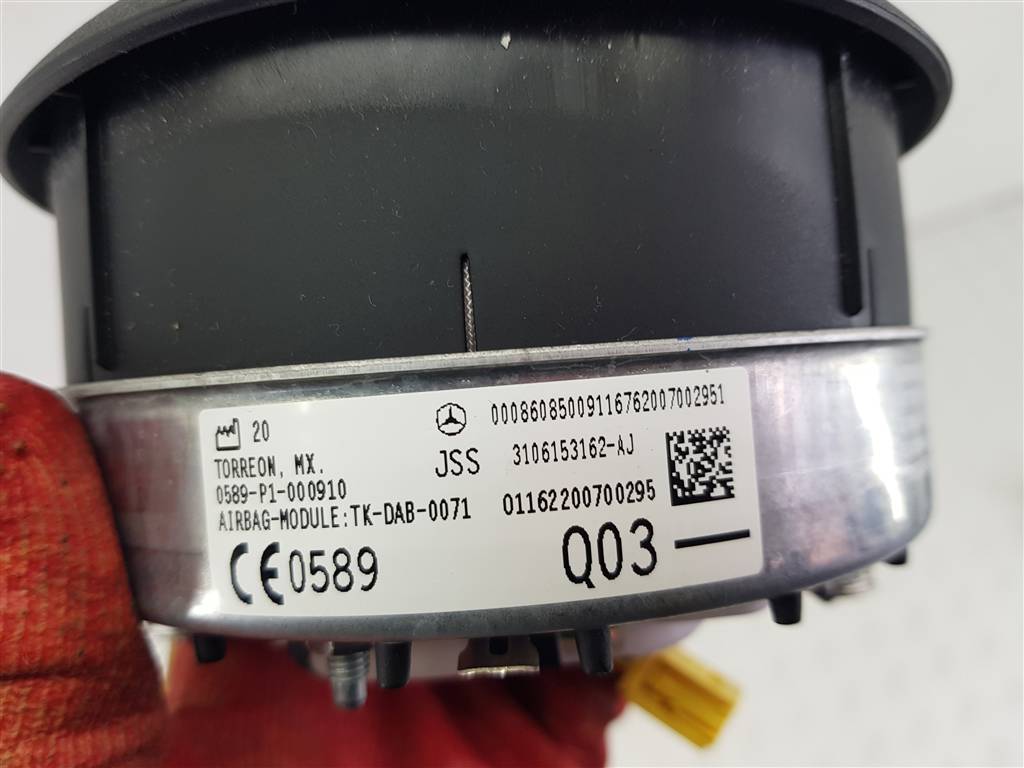 20
TORREON, MX.
0589-P1-000910
AIRBAG-MODULE:TK-DAB-0071
CE0589
00086085009116762007002951
JSS 3106153162-AJ
01162200700295
Q03